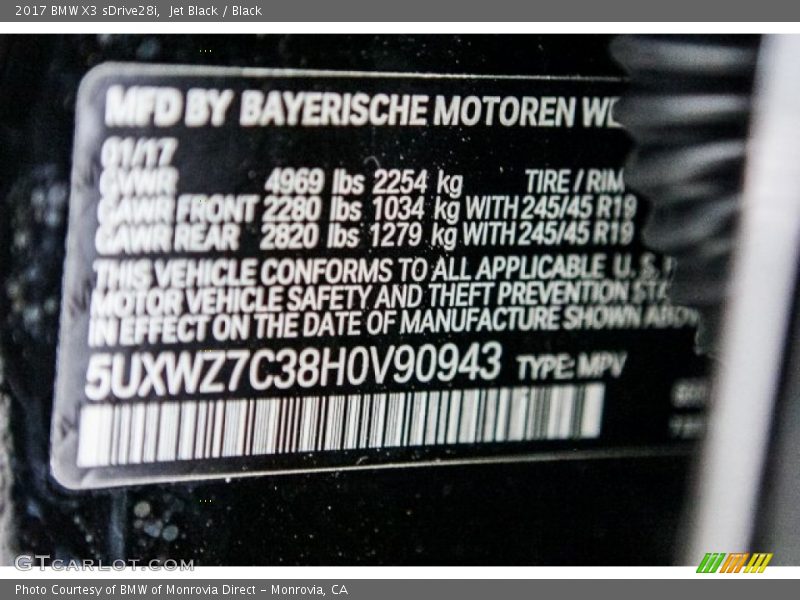 2017 BMW X3 sDrive28i,  Jet Black / Black
MFD BY BAYERISCHE MOTOREN
01/17
GVWR 4969 lbs 2254 kg TIRE / RIM
GAWR FRONT 2280 lbs 1034 kg WITH 245/45 R19
GAWR REAR 2820 lbs 1279 kg WITH 245/45 R19
THIS VEHICLE CONFORMS TO ALL APPLICABLE U. S.
MOTOR VEHICLE SAFETY AND THEFT PREVENTION
IN EFFECT ON THE DATE OF MANUFACTURE SHOWN
5UXWZ7C38H0V90943 TYPE: MPV
GTCARLOT.COM
Photo Courtesy of BMW of Monrovia Direct - Monrovia, CA